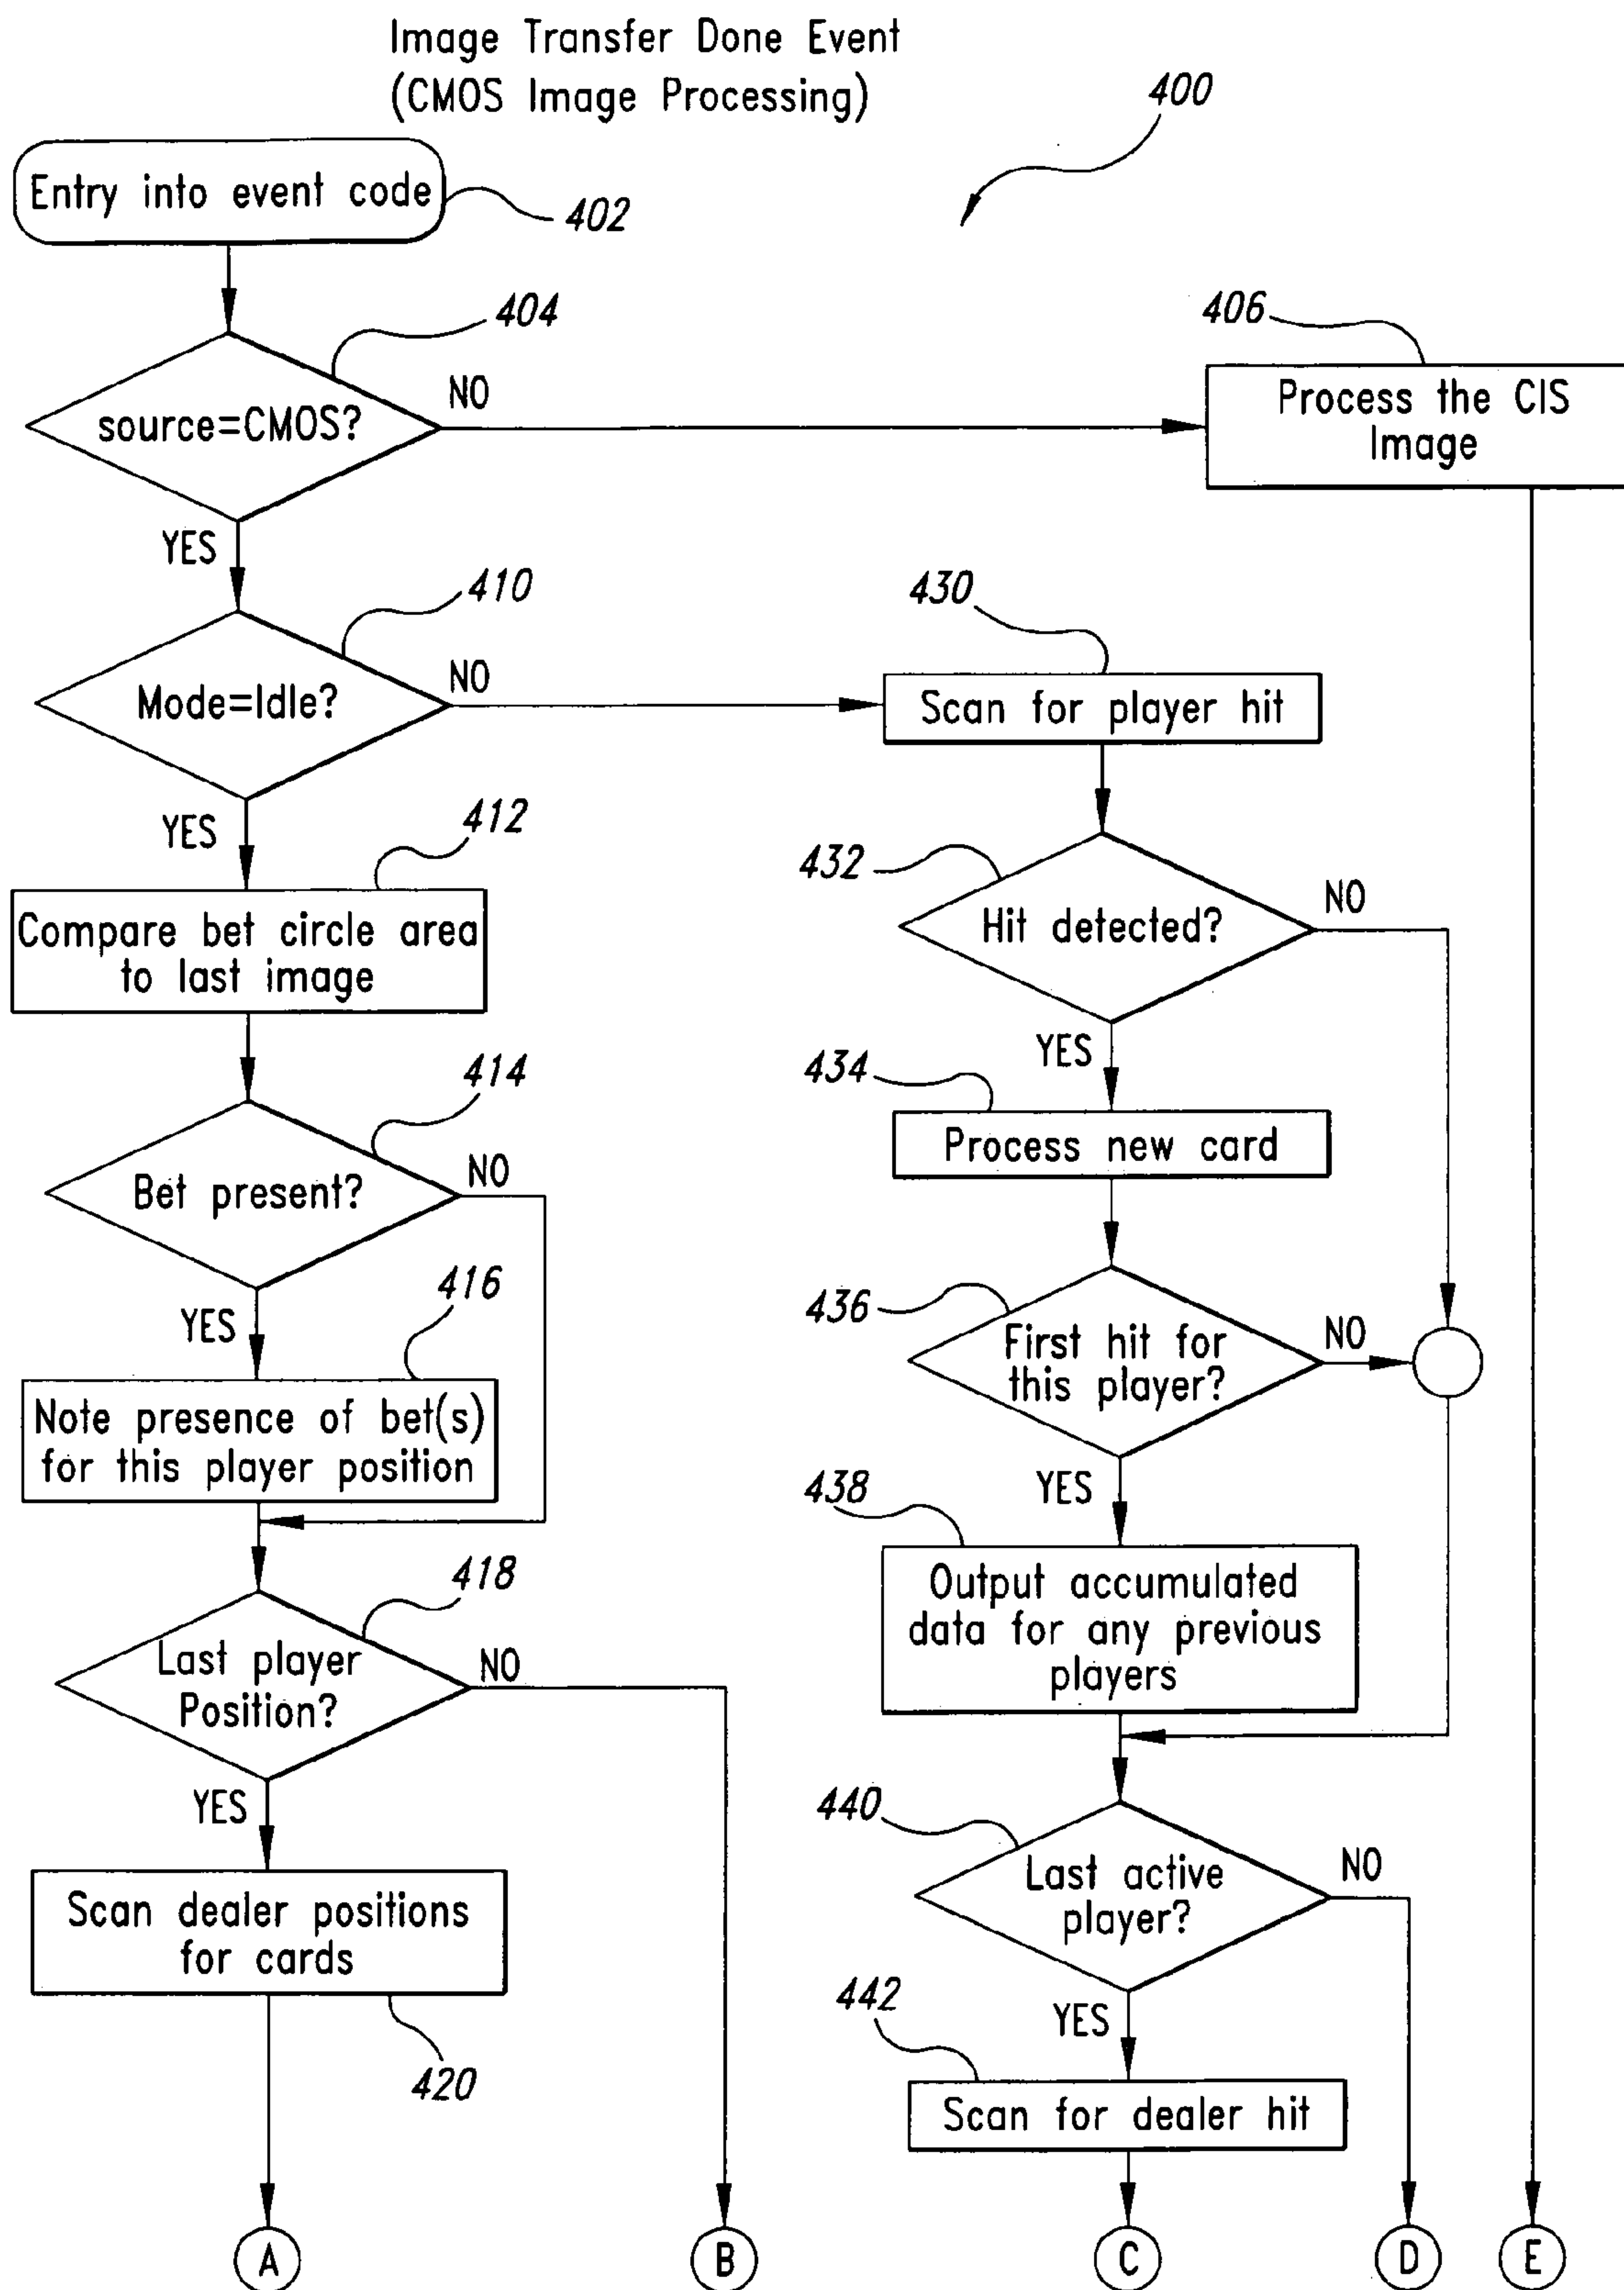 Image Transfer Done Event
(CMOS Image Processing)
400
Entry into event code
402
404
source=CMOS?
NO
YES
406
Process the CIS
Image
410
Mode=Idle?
NO
YES
412
Compare bet circle area
to last image
414
Bet present?
NO
YES
416
Note presence of bet(s)
for this player position
418
Last player
Position?
NO
YES
Scan dealer positions
for cards
420
A
B
430
Scan for player hit
432
Hit detected?
NO
YES
434
Process new card
436
First hit for
this player?
NO
YES
438
Output accumulated
data for any previous
players
440
Last active
player?
NO
YES
442
Scan for dealer hit
C
D
E